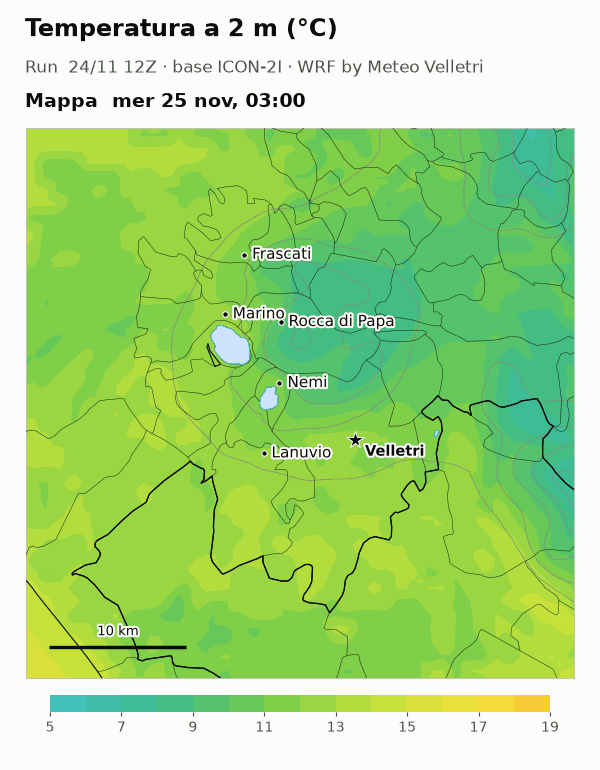 Temperatura a 2 m (°C)
Run  24/11 12Z · base ICON-2I · WRF by Meteo Velletri
Mappa  mer 25 nov, 03:00
Frascati
Marino
Rocca di Papa
Nemi
Velletri
Lanuvio
10 km
5 7 9 11 13 15 17 19